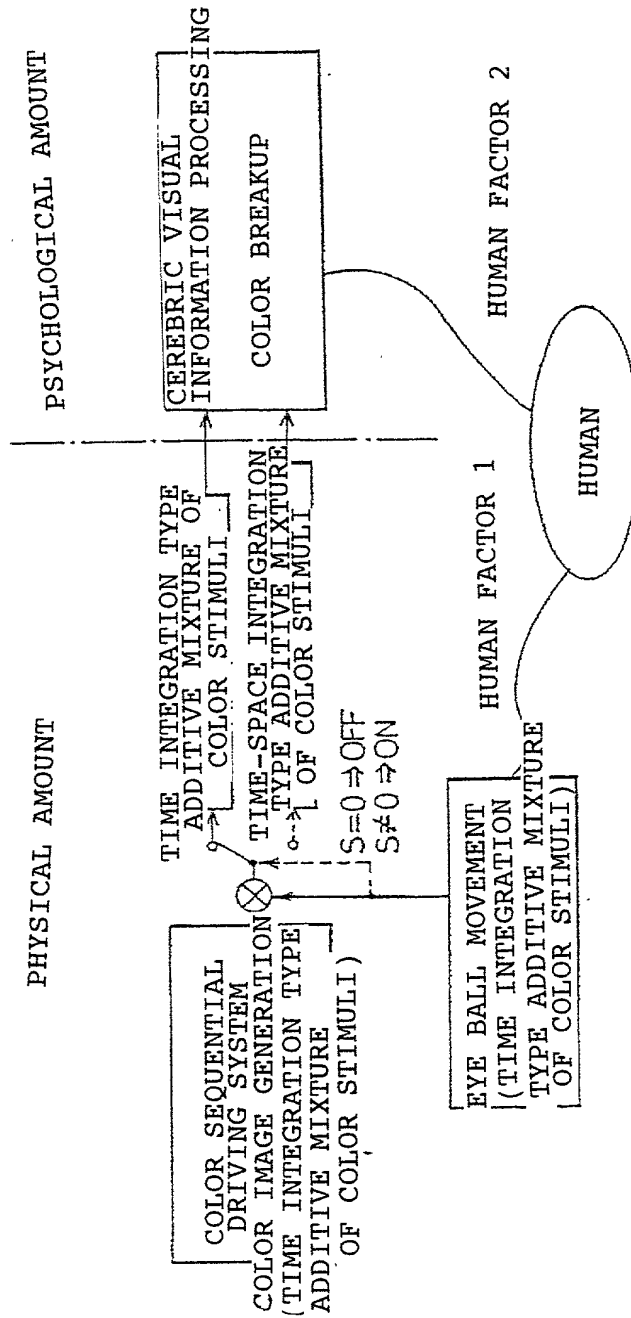 PHYSICAL AMOUNT
PSYCHOLOGICAL AMOUNT
COLOR SEQUENTIAL
DRIVING SYSTEM
COLOR IMAGE GENERATION
(TIME INTEGRATION TYPE
ADDITIVE MIXTURE
OF COLOR STIMULI)
TIME INTEGRATION TYPE
ADDITIVE MIXTURE OF
COLOR STIMULI
TIME-SPACE INTEGRATION
TYPE ADDITIVE MIXTURE
OF COLOR STIMULI
S=0⇒OFF
S≠0⇒ON
CEREBRIC VISUAL
INFORMATION PROCESSING
COLOR BREAKUP
EYE BALL MOVEMENT
(TIME INTEGRATION
TYPE ADDITIVE MIXTURE
OF COLOR STIMULI)
HUMAN FACTOR 1
HUMAN FACTOR 2
HUMAN